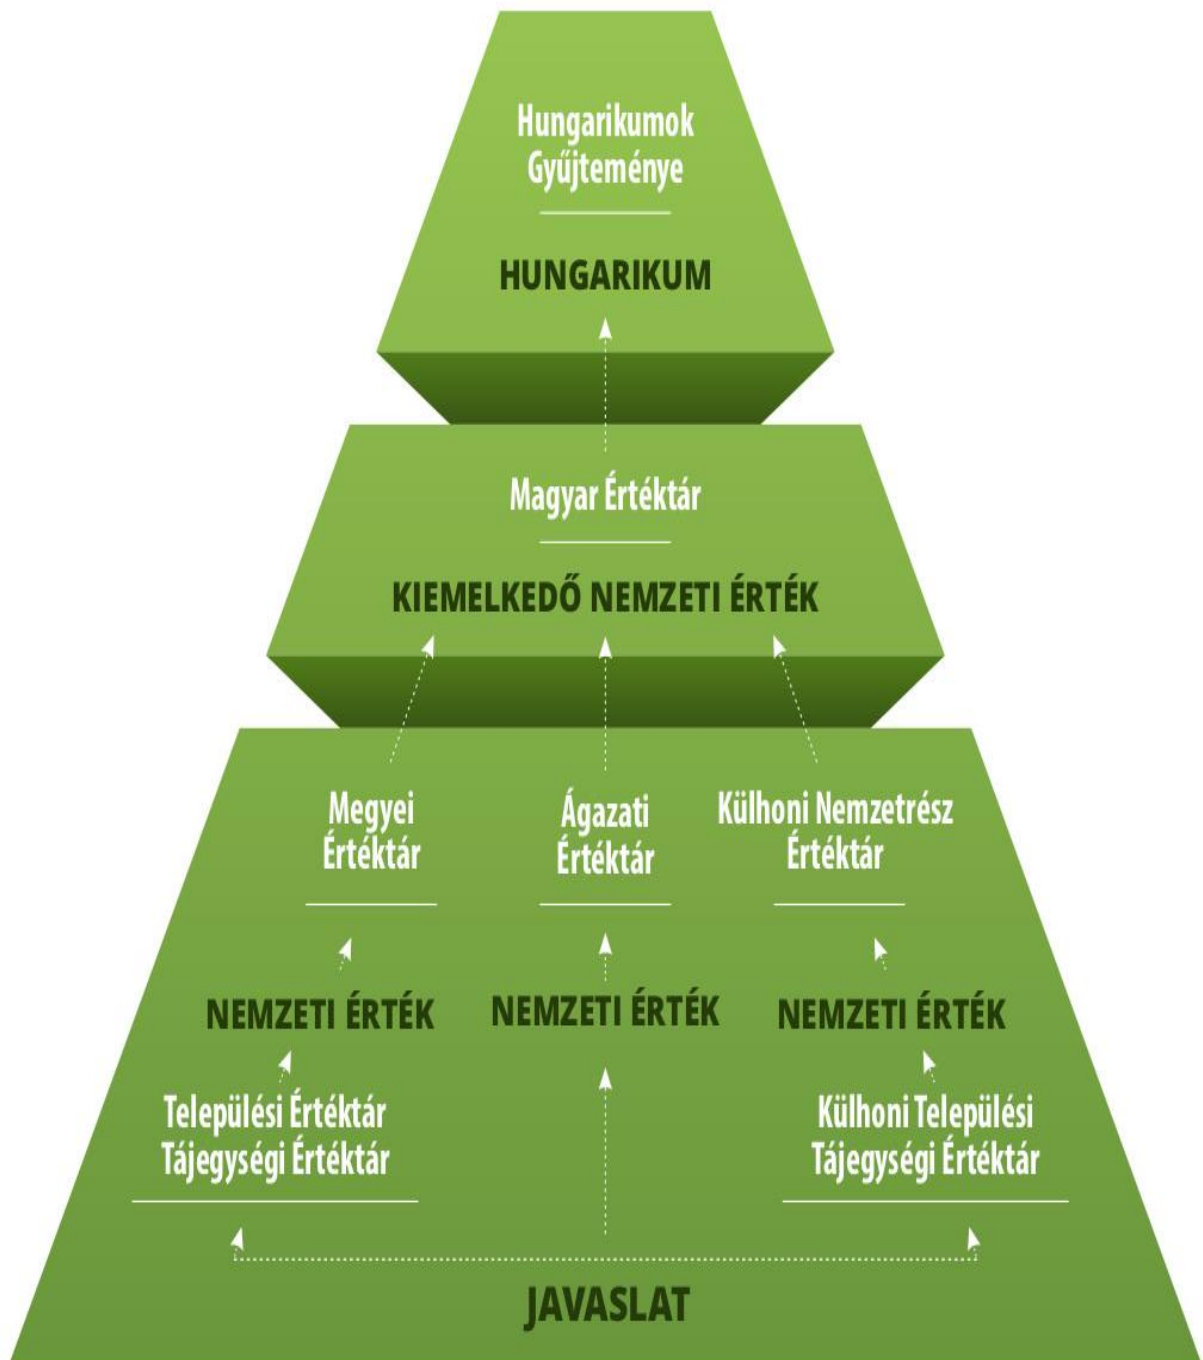 Hungarikumok
Gyűjteménye
HUNGARIKUM
Magyar Értéktár
KIEMELKEDŐ NEMZETI ÉRTÉK
Megyei
Értéktár
Ágazati
Értéktár
Külhoni Nemzetrész
Értéktár
NEMZETI ÉRTÉK
NEMZETI ÉRTÉK
NEMZETI ÉRTÉK
Települési Értéktár
Tájegységi Értéktár
Külhoni Települési
Tájegységi Értéktár
JAVASLAT